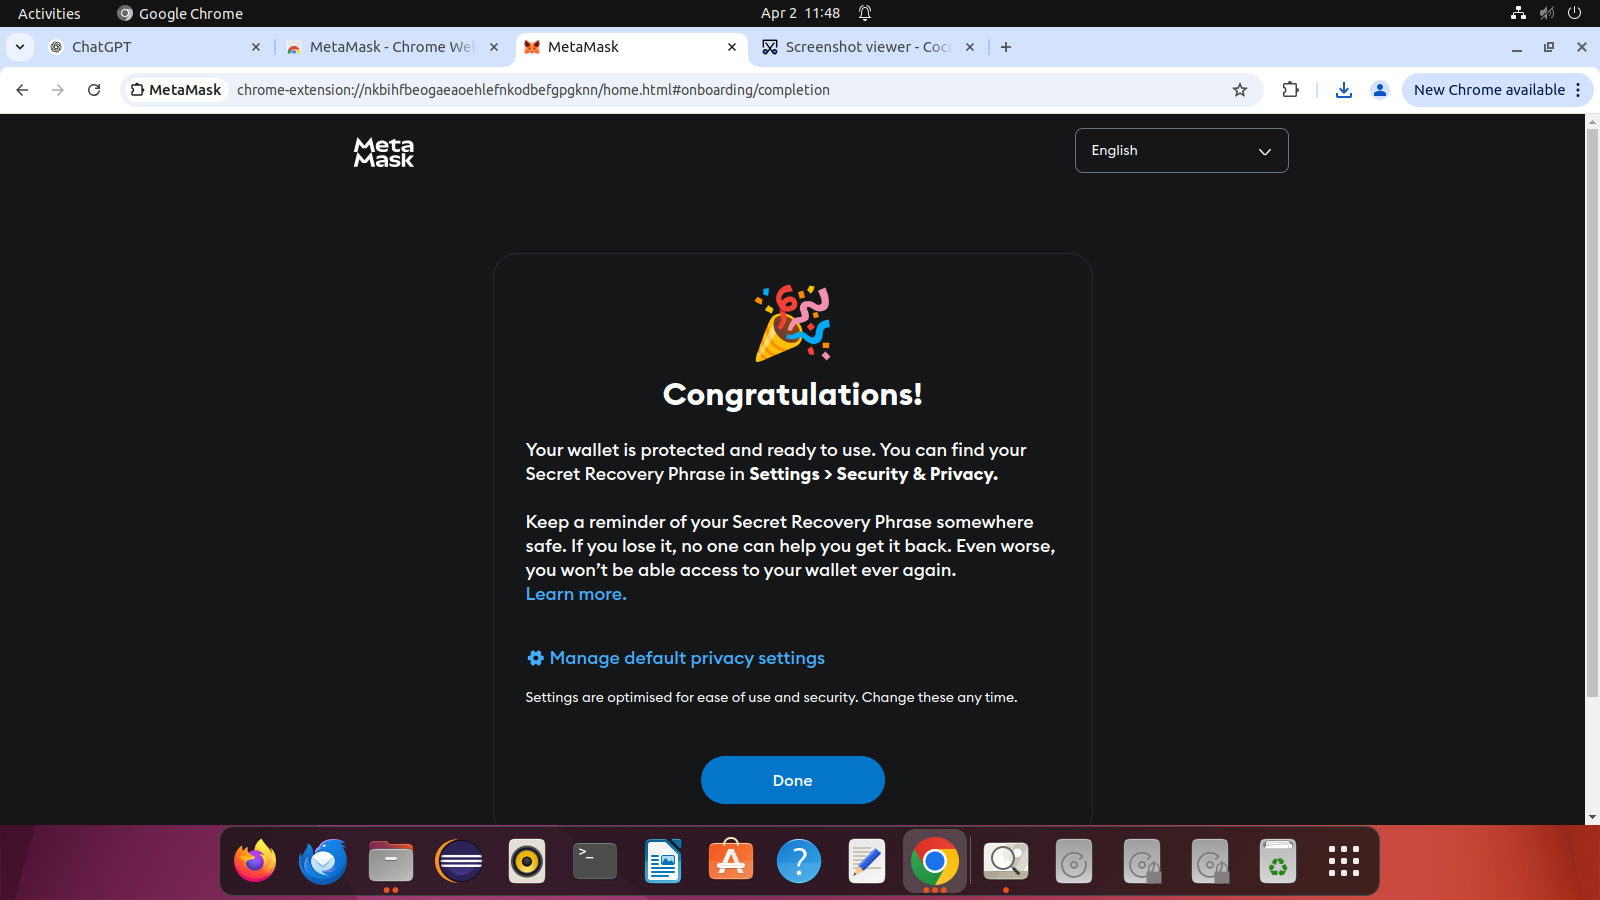 Activities
Google Chrome
Apr 2 11:48
ChatGPT
MetaMask - Chrome Web
MetaMask
Screenshot viewer - Coco
MetaMask
chrome-extension://nkbihfbeogaeaoehlefnkodbefgpgknn/home.html#onboarding/completion
New Chrome available
Meta
Mask
English
Congratulations!
Your wallet is protected and ready to use. You can find your
Secret Recovery Phrase in Settings > Security & Privacy.
Keep a reminder of your Secret Recovery Phrase somewhere
safe. If you lose it, no one can help you get it back. Even worse,
you won’t be able access to your wallet ever again.
Learn more.
Manage default privacy settings
Settings are optimised for ease of use and security. Change these any time.
Done